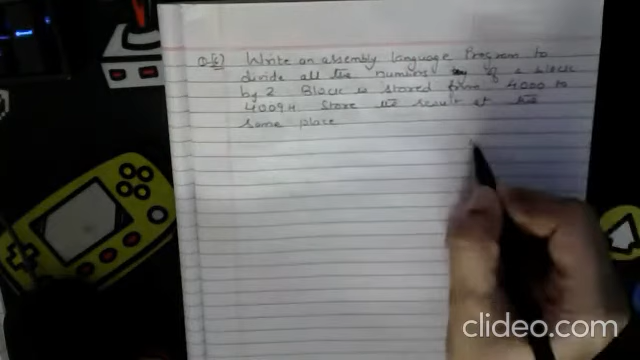 Q.6) Write an assembly language Program to
divide all the numbers of a block
by 2 Block is stored from 4000 to
4009H Store the result at the
same place
clideo.com